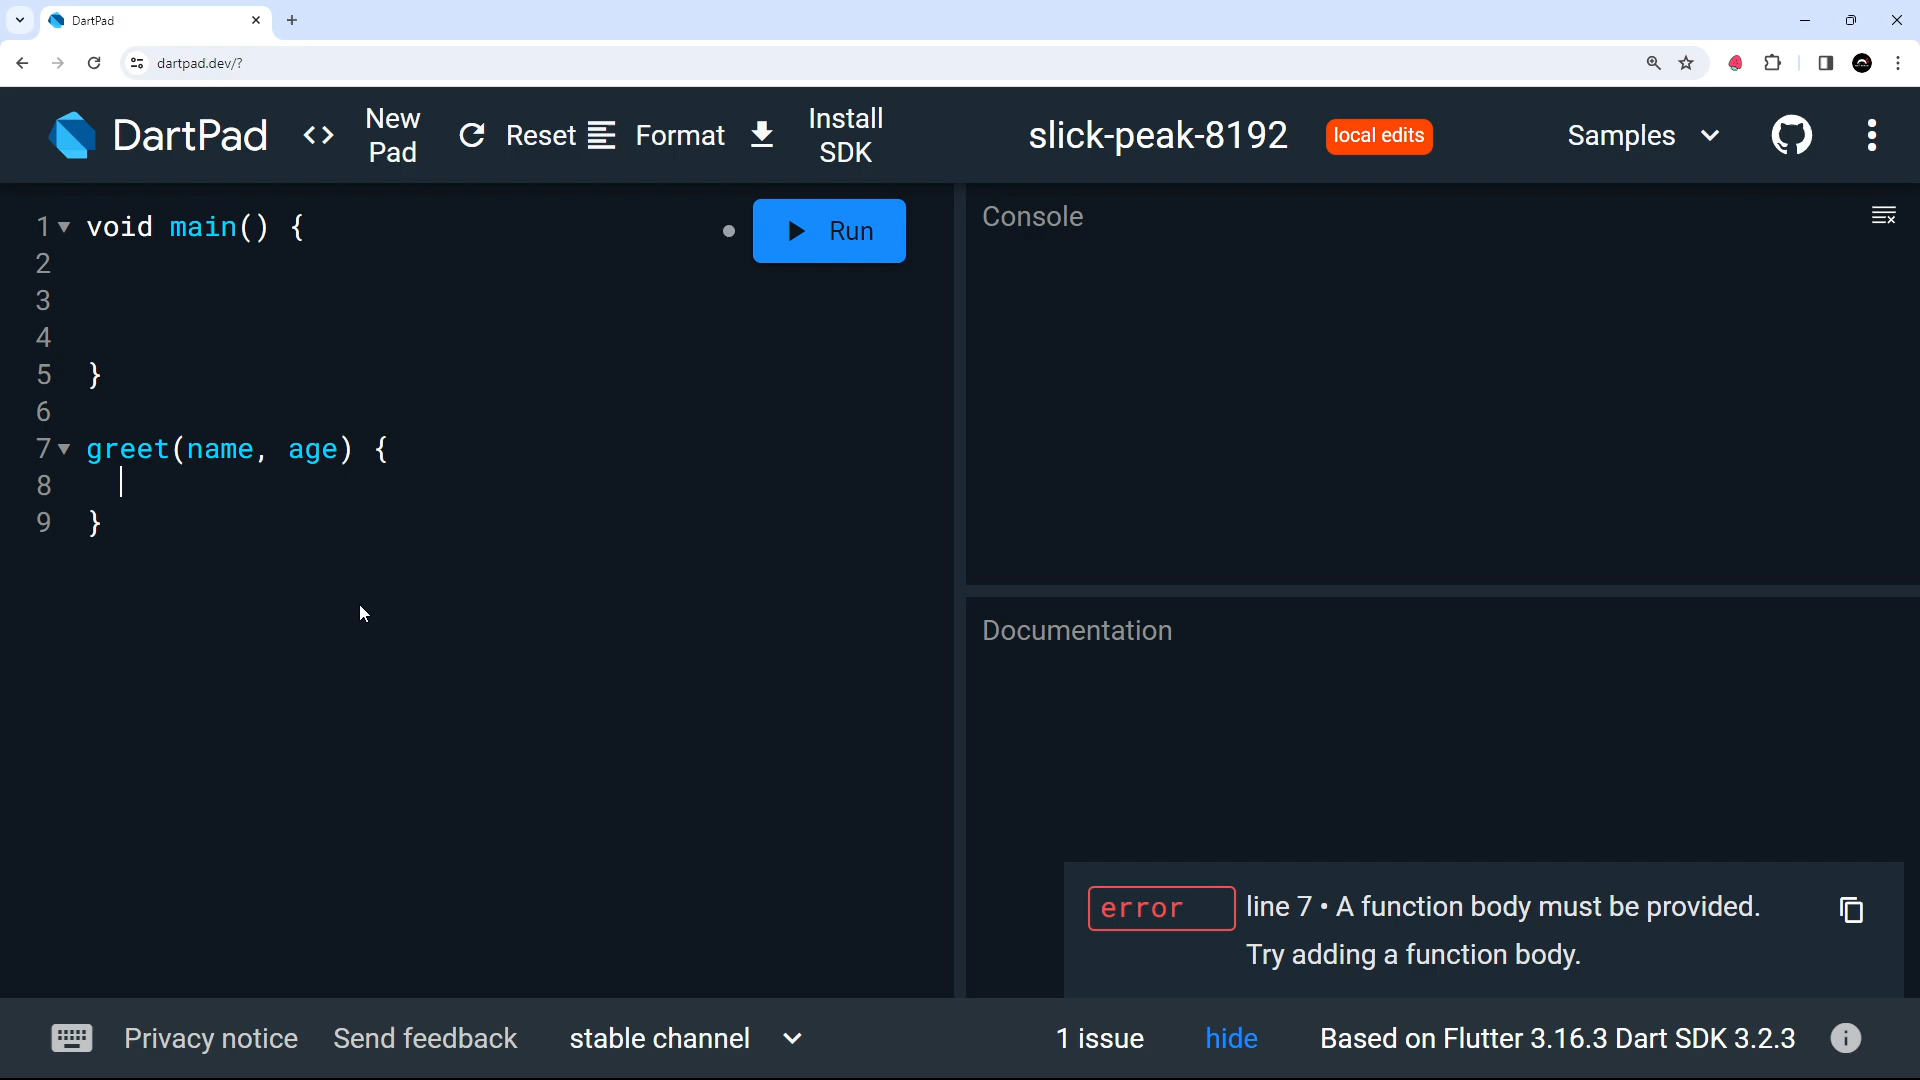 DartPad
dartpad.dev/?
DartPad
<>
New Pad
Reset
Format
Install SDK
slick-peak-8192
local edits
Samples
1 void main() {
2
3
4
5 }
6
7 greet(name, age) {
8
9 }
Run
Console
Documentation
error
line 7 • A function body must be provided.
Try adding a function body.
Privacy notice
Send feedback
stable channel
1 issue
hide
Based on Flutter 3.16.3 Dart SDK 3.2.3